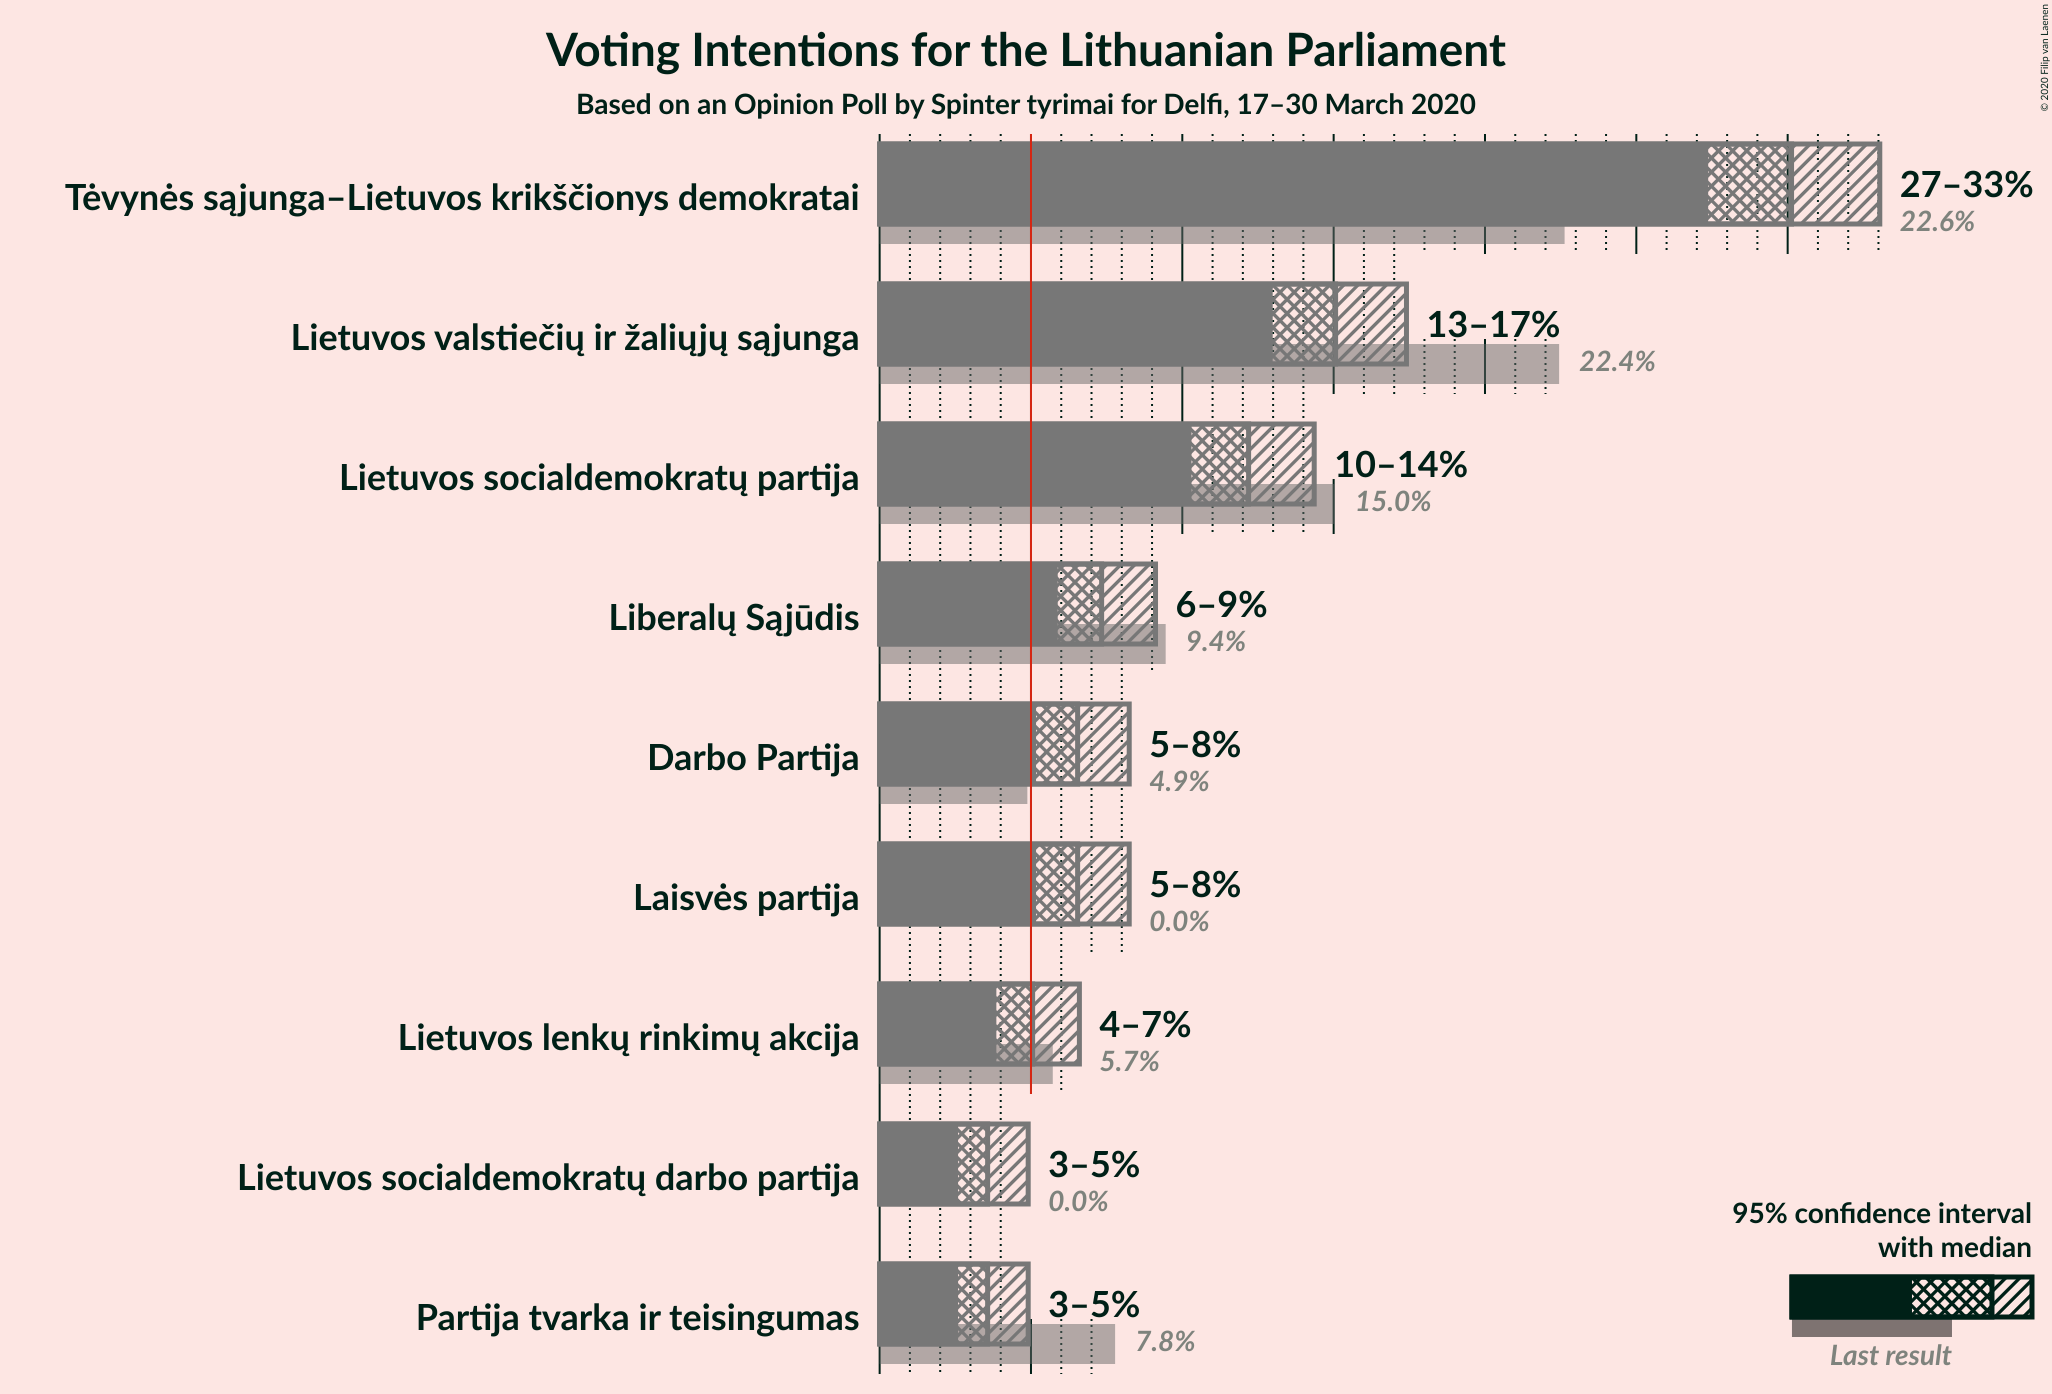 Voting Intentions for the Lithuanian Parliament
Based on an Opinion Poll by Spinter tyrimai for Delfi, 17–30 March 2020
© 2020 Filip van Laenen
Tėvynės sąjunga–Lietuvos krikščionys demokratai
27–33%
22.6%
Lietuvos valstiečių ir žaliųjų sąjunga
13–17%
22.4%
Lietuvos socialdemokratų partija
10–14%
15.0%
Liberalų Sąjūdis
6–9%
9.4%
Darbo Partija
5–8%
4.9%
Laisvės partija
5–8%
0.0%
Lietuvos lenkų rinkimų akcija
4–7%
5.7%
Lietuvos socialdemokratų darbo partija
3–5%
0.0%
Partija tvarka ir teisingumas
3–5%
7.8%
95% confidence interval
with median
Last result